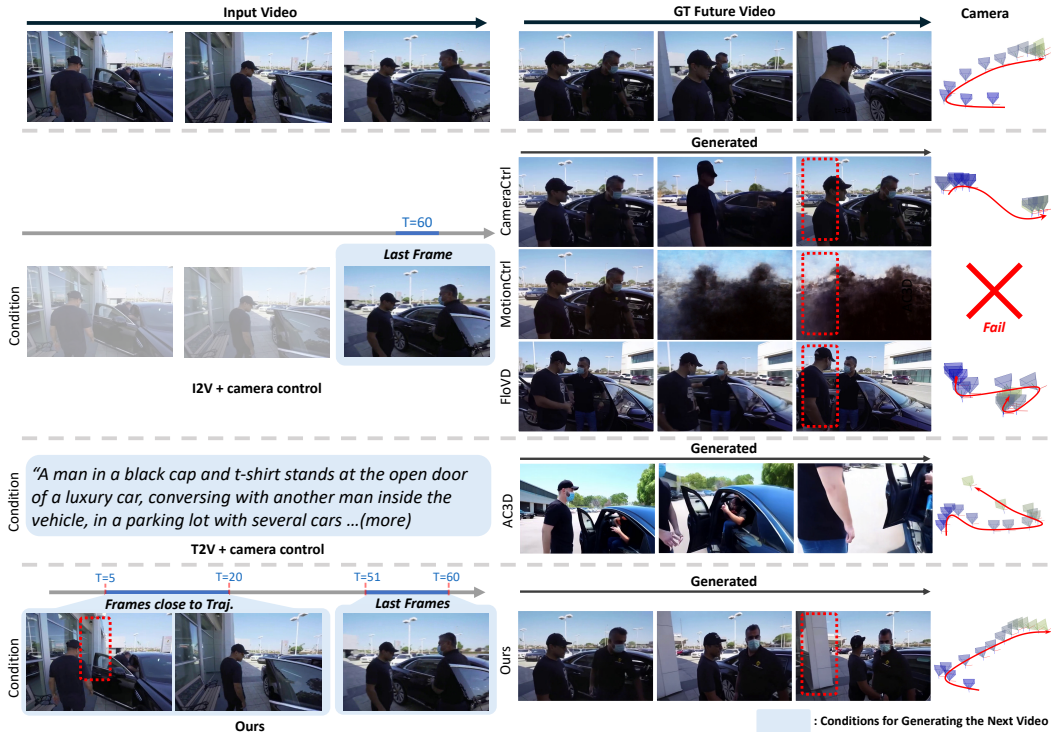 Input Video
GT Future Video
Camera
Generated
CameraCtrl
T=60
Last Frame
Condition
MotionCtrl
Fail
FloVD
I2V + camera control
Condition
“A man in a black cap and t-shirt stands at the open door
of a luxury car, conversing with another man inside the
vehicle, in a parking lot with several cars ...(more)
T2V + camera control
AC3D
T=5
T=20
T=51
T=60
Frames close to Traj.
Last Frames
Generated
Condition
Ours
Ours
: Conditions for Generating the Next Video